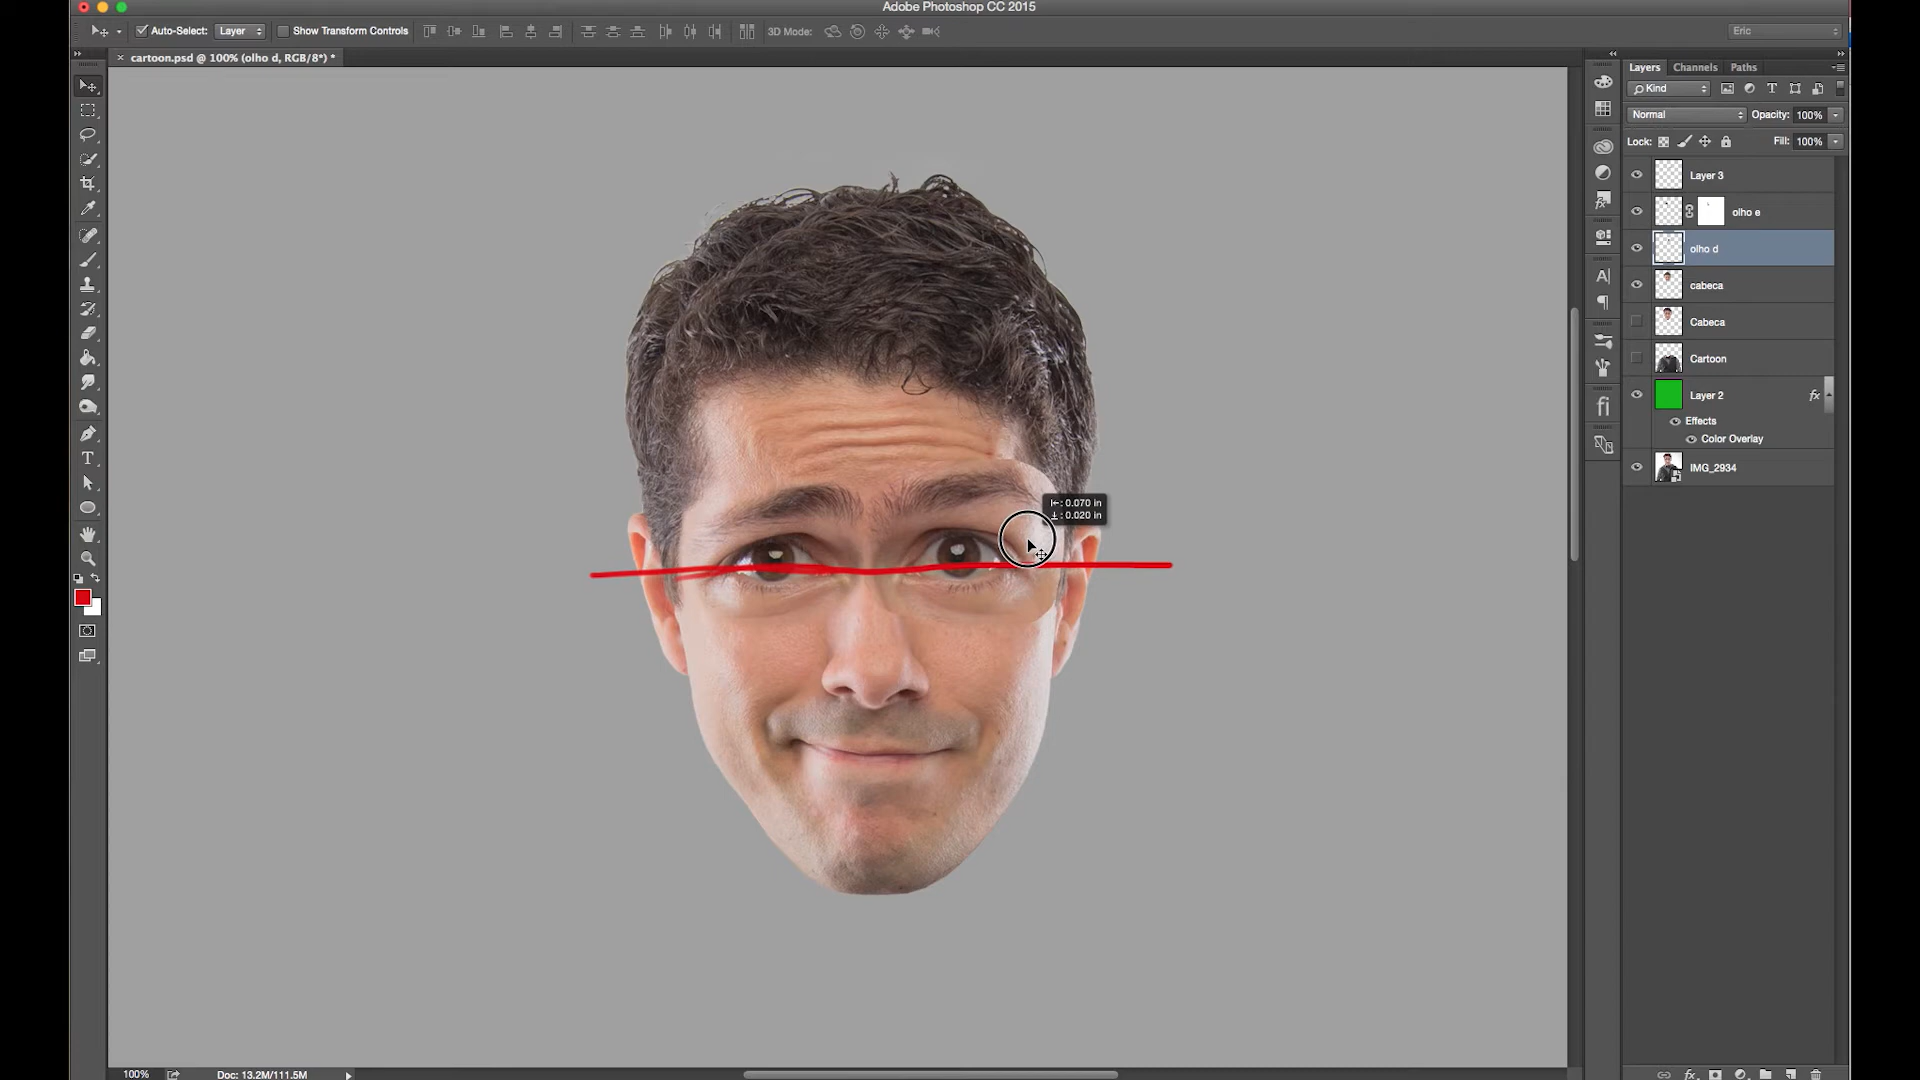 Adobe Photoshop CC 2015
Auto-Select: Layer Show Transform Controls 3D Mode: Eric
× cartoon.psd @ 100% (olho d, RGB/8*) *
Layers Channels Paths
Kind
Normal Opacity: 100%
Lock: Fill: 100%
Layer 3
olho e
olho d
cabeca
Cabeca
Cartoon
Layer 2 fx
Effects
Color Overlay
IMG_2934
: 0.070 in
: 0.020 in
100% Doc: 13.2M/111.5M